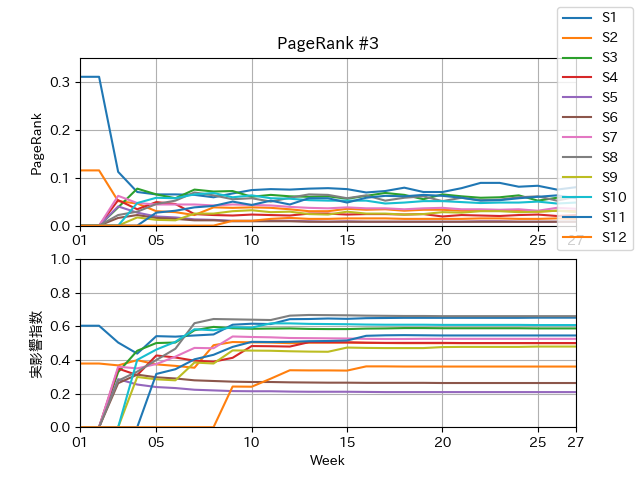 PageRank #3
S1
S2
S3
S4
S5
S6
S7
S8
S9
S10
S11
S12
PageRank
0.3
0.2
0.1
0.0
01
05
10
15
20
25
27
実影響指数
1.0
0.8
0.6
0.4
0.2
0.0
01
05
10
15
20
25
27
Week